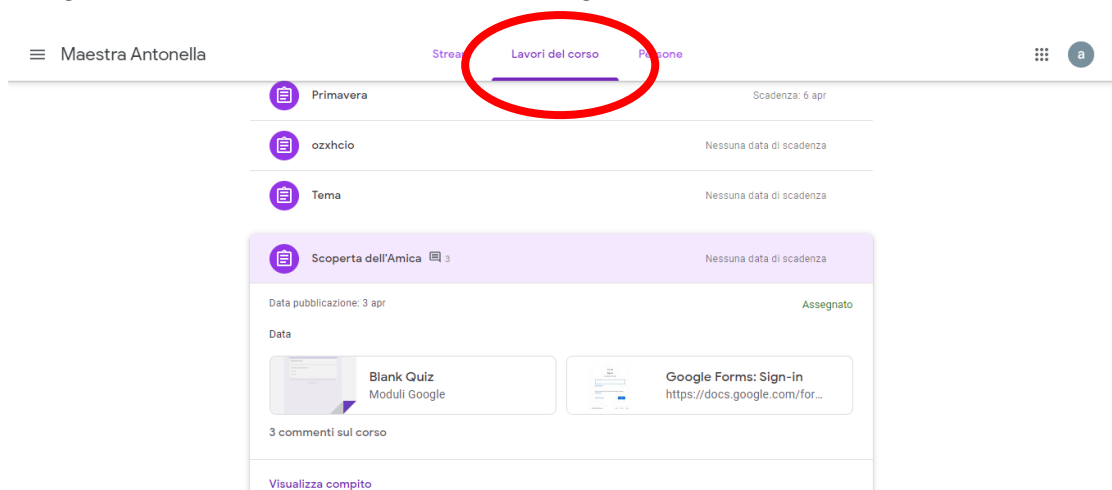 Maestra Antonella
Lavori del corso
Primavera Scadenza: 6 apr
ozxhcio Nessuna data di scadenza
Tema Nessuna data di scadenza
Scoperta dell'Amica 3 Nessuna data di scadenza
Data pubblicazione: 3 apr Assegnato
Data
Blank Quiz
Moduli Google
Google Forms: Sign-in
https://docs.google.com/for...
3 commenti sul corso
Visualizza compito
a